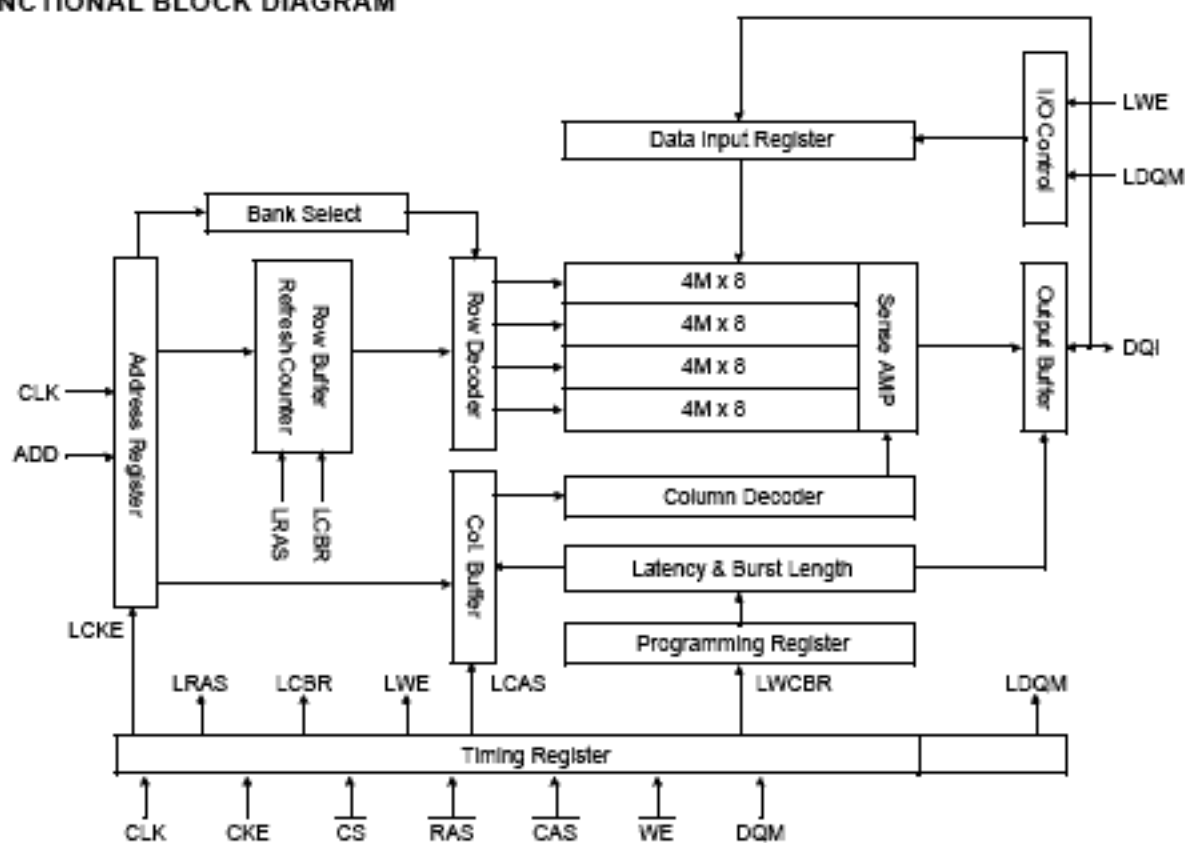 NCTIONAL BLOCK DIAGRAM
I/O Control
LWE
Data Input Register
LDQM
Bank Select
4M x 8
4M x 8
4M x 8
4M x 8
Sense AMP
Output Buffer
DQI
Row Decoder
Row Buffer
Refresh Counter
Address Register
CLK
ADD
LRAS
LCBR
Col. Buffer
Column Decoder
Latency & Burst Length
Programming Register
LCKE
LRAS
LCBR
LWE
LCAS
LWCBR
LDQM
Timing Register
CLK
CKE
CS
RAS
CAS
WE
DQM